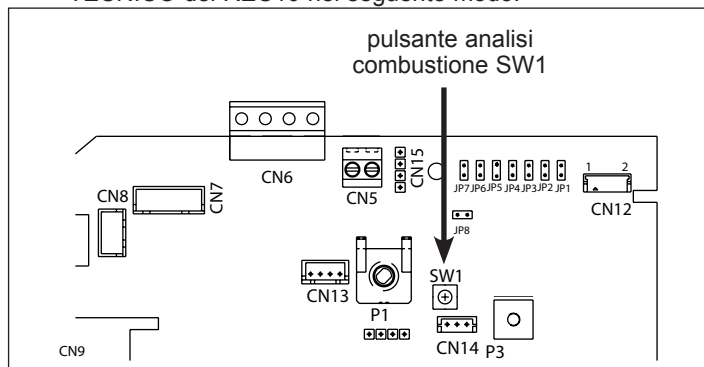 pulsante analisi
combustione SW1
CN6
CN5
CN15
JP7 JP6 JP5 JP4 JP3 JP2 JP1
1 2
CN12
CN8
CN7
JP8
CN13
P1
SW1
CN14
P3
CN9